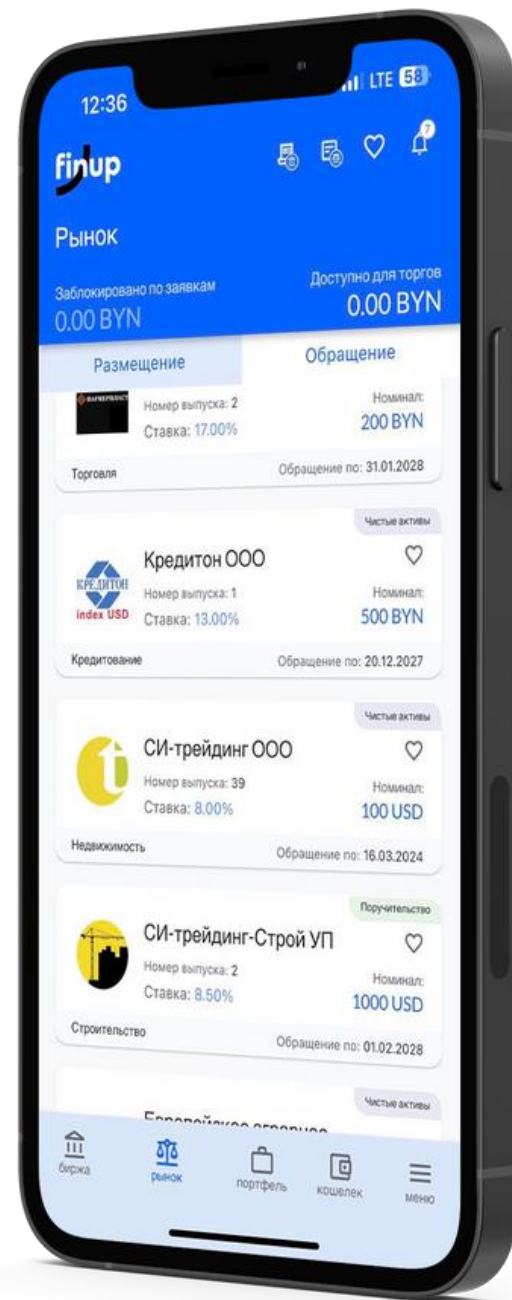 12:36
LTE 58
finup
7
Рынок
Заблокировано по заявкам
Доступно для торгов
0.00 BYN
0.00 BYN
Размещение
Обращение
Номер выпуска: 2
Номинал:
Ставка: 17.00%
200 BYN
Торговля
Обращение по: 31.01.2028
Чистые активы
Кредитон ООО
КРЕДИТОН
index USD
Номер выпуска: 1
Номинал:
Ставка: 13.00%
500 BYN
Кредитование
Обращение по: 20.12.2027
Чистые активы
СИ-трейдинг ООО
t
Номер выпуска: 39
Номинал:
Ставка: 8.00%
100 USD
Недвижимость
Обращение по: 16.03.2024
Поручительство
СИ-трейдинг-Строй УП
Номер выпуска: 2
Номинал:
Ставка: 8.50%
1000 USD
Строительство
Обращение по: 01.02.2028
Чистые активы
Европейское аграрное
биржа
рынок
портфель
кошелек
меню